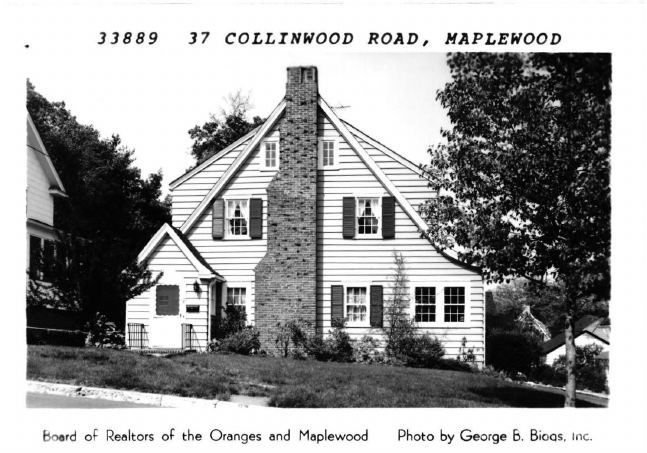 33889 37 COLLINWOOD ROAD, MAPLEWOOD
Board of Realtors of the Oranges and Maplewood Photo by George B. Biggs, Inc.